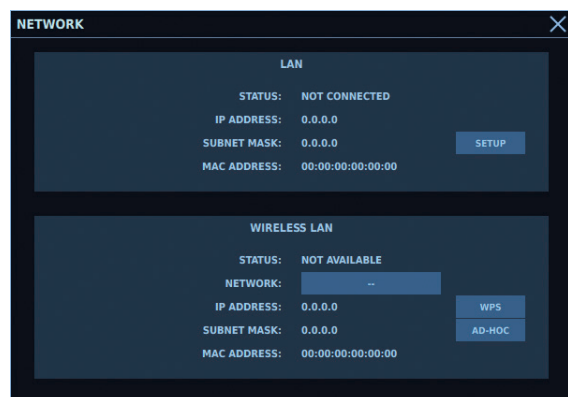 NETWORK
LAN
STATUS: NOT CONNECTED
IP ADDRESS: 0.0.0.0
SUBNET MASK: 0.0.0.0 SETUP
MAC ADDRESS: 00:00:00:00:00:00
WIRELESS LAN
STATUS: NOT AVAILABLE
NETWORK: --
IP ADDRESS: 0.0.0.0 WPS
SUBNET MASK: 0.0.0.0 AD-HOC
MAC ADDRESS: 00:00:00:00:00:00